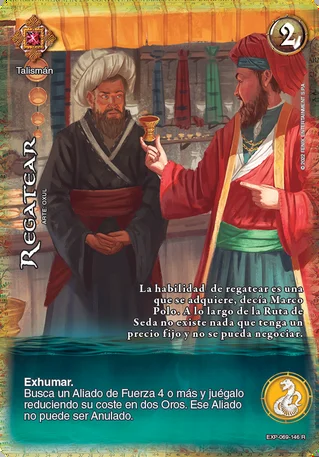 2
Talismán
REGATEAR
ARTE OXUL
© 2022 FENIX ENTERTAINMENT S.P.A.
La habilidad de regatear es una
que se adquiere, decía Marco
Polo. A lo largo de la Ruta de
Seda no existe nada que tenga un
precio fijo y no se pueda negociar.
Exhumar.
Busca un Aliado de Fuerza 4 o más y juégalo
reduciendo su coste en dos Oros. Ese Aliado
no puede ser Anulado.
EXP-069-146 R